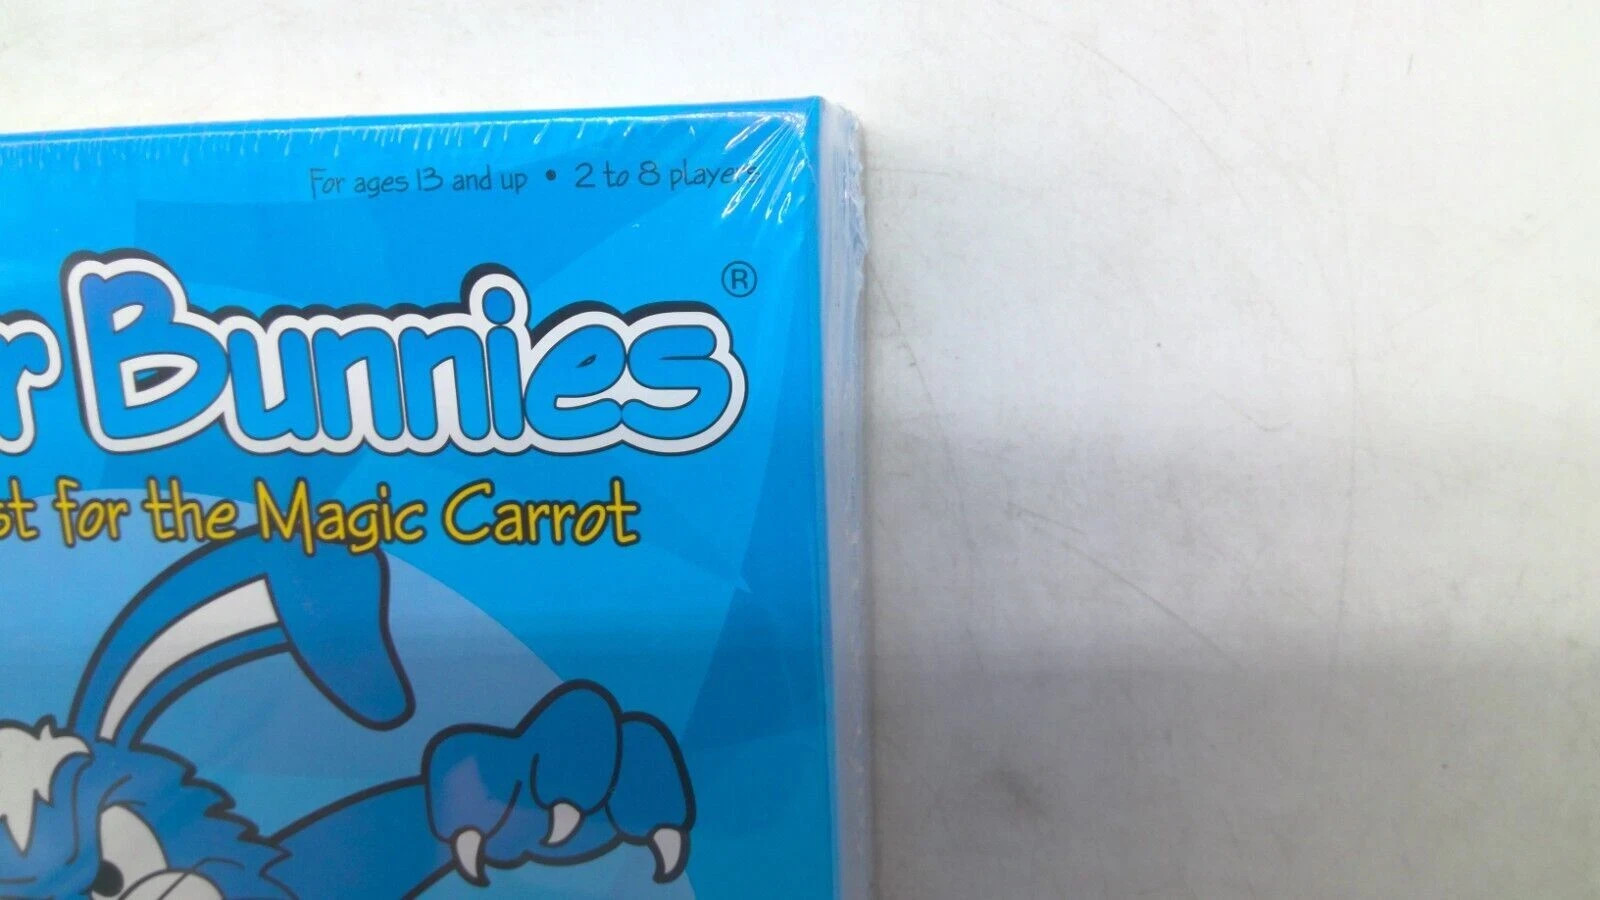 For ages 13 and up • 2 to 8 players
r Bunnies®
st for the Magic Carrot